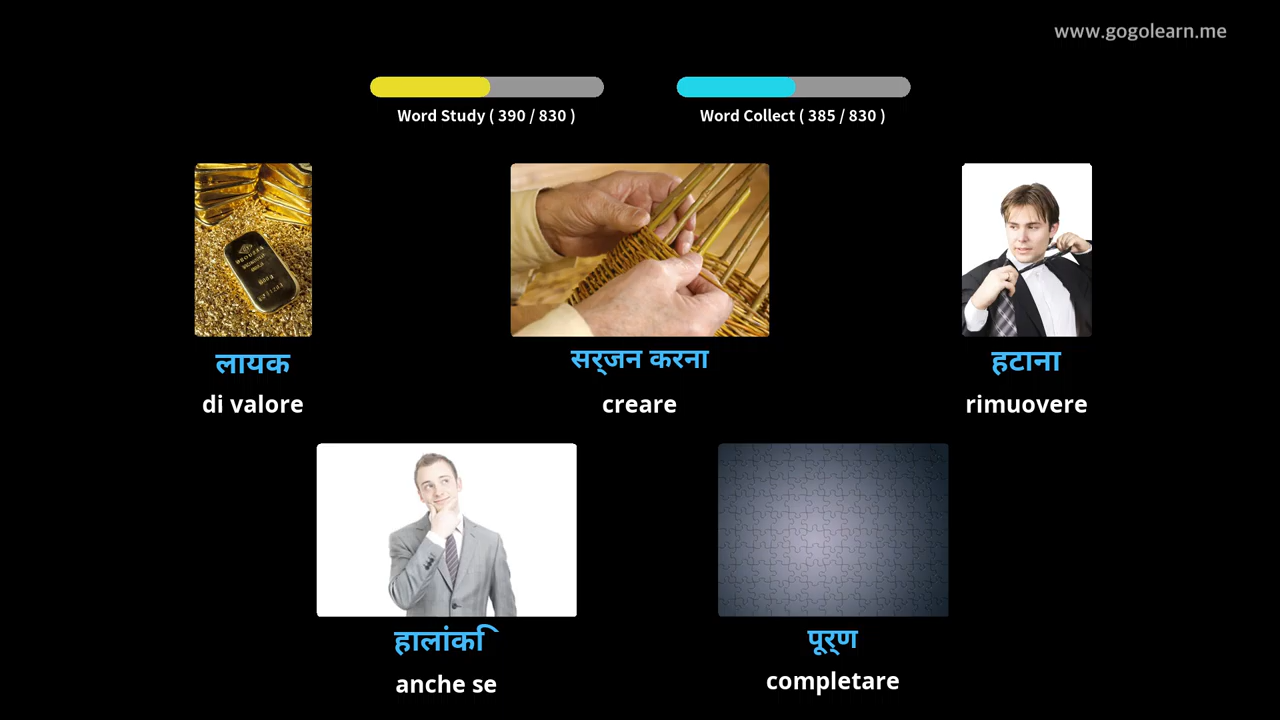 www.gogolearn.me
Word Study ( 390 / 830 )
Word Collect ( 385 / 830 )
लायक
सर्जन करना
हटाना
di valore
creare
rimuovere
हालांकि
पूर्ण
anche se
completare